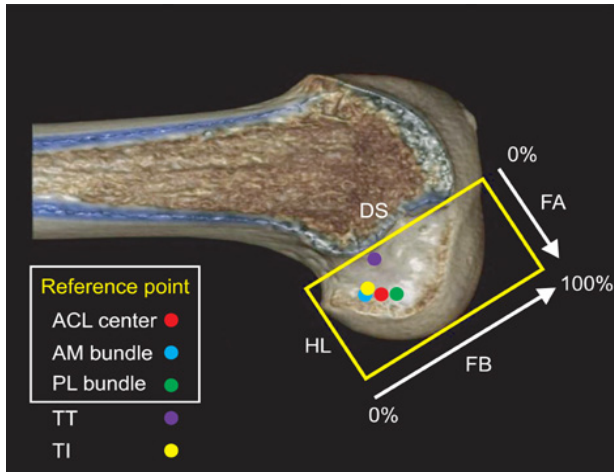 0%
FA
DS
100%
Reference point
ACL center
HL
AM bundle
FB
PL bundle
0%
TT
TI